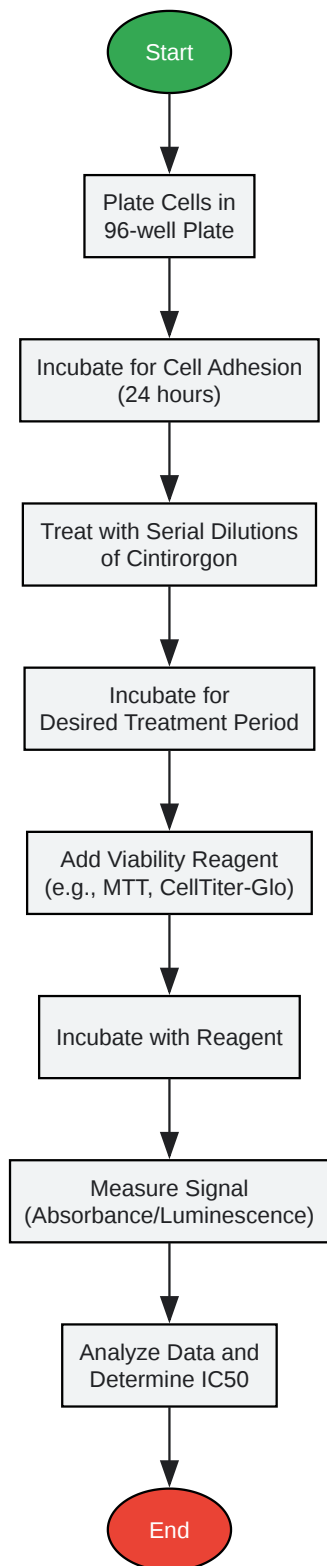 Start
Plate Cells in
96-well Plate
Incubate for Cell Adhesion
(24 hours)
Treat with Serial Dilutions
of Cintirorgon
Incubate for
Desired Treatment Period
Add Viability Reagent
(e.g., MTT, CellTiter-Glo)
Incubate with Reagent
Measure Signal
(Absorbance/Luminescence)
Analyze Data and
Determine IC50
End